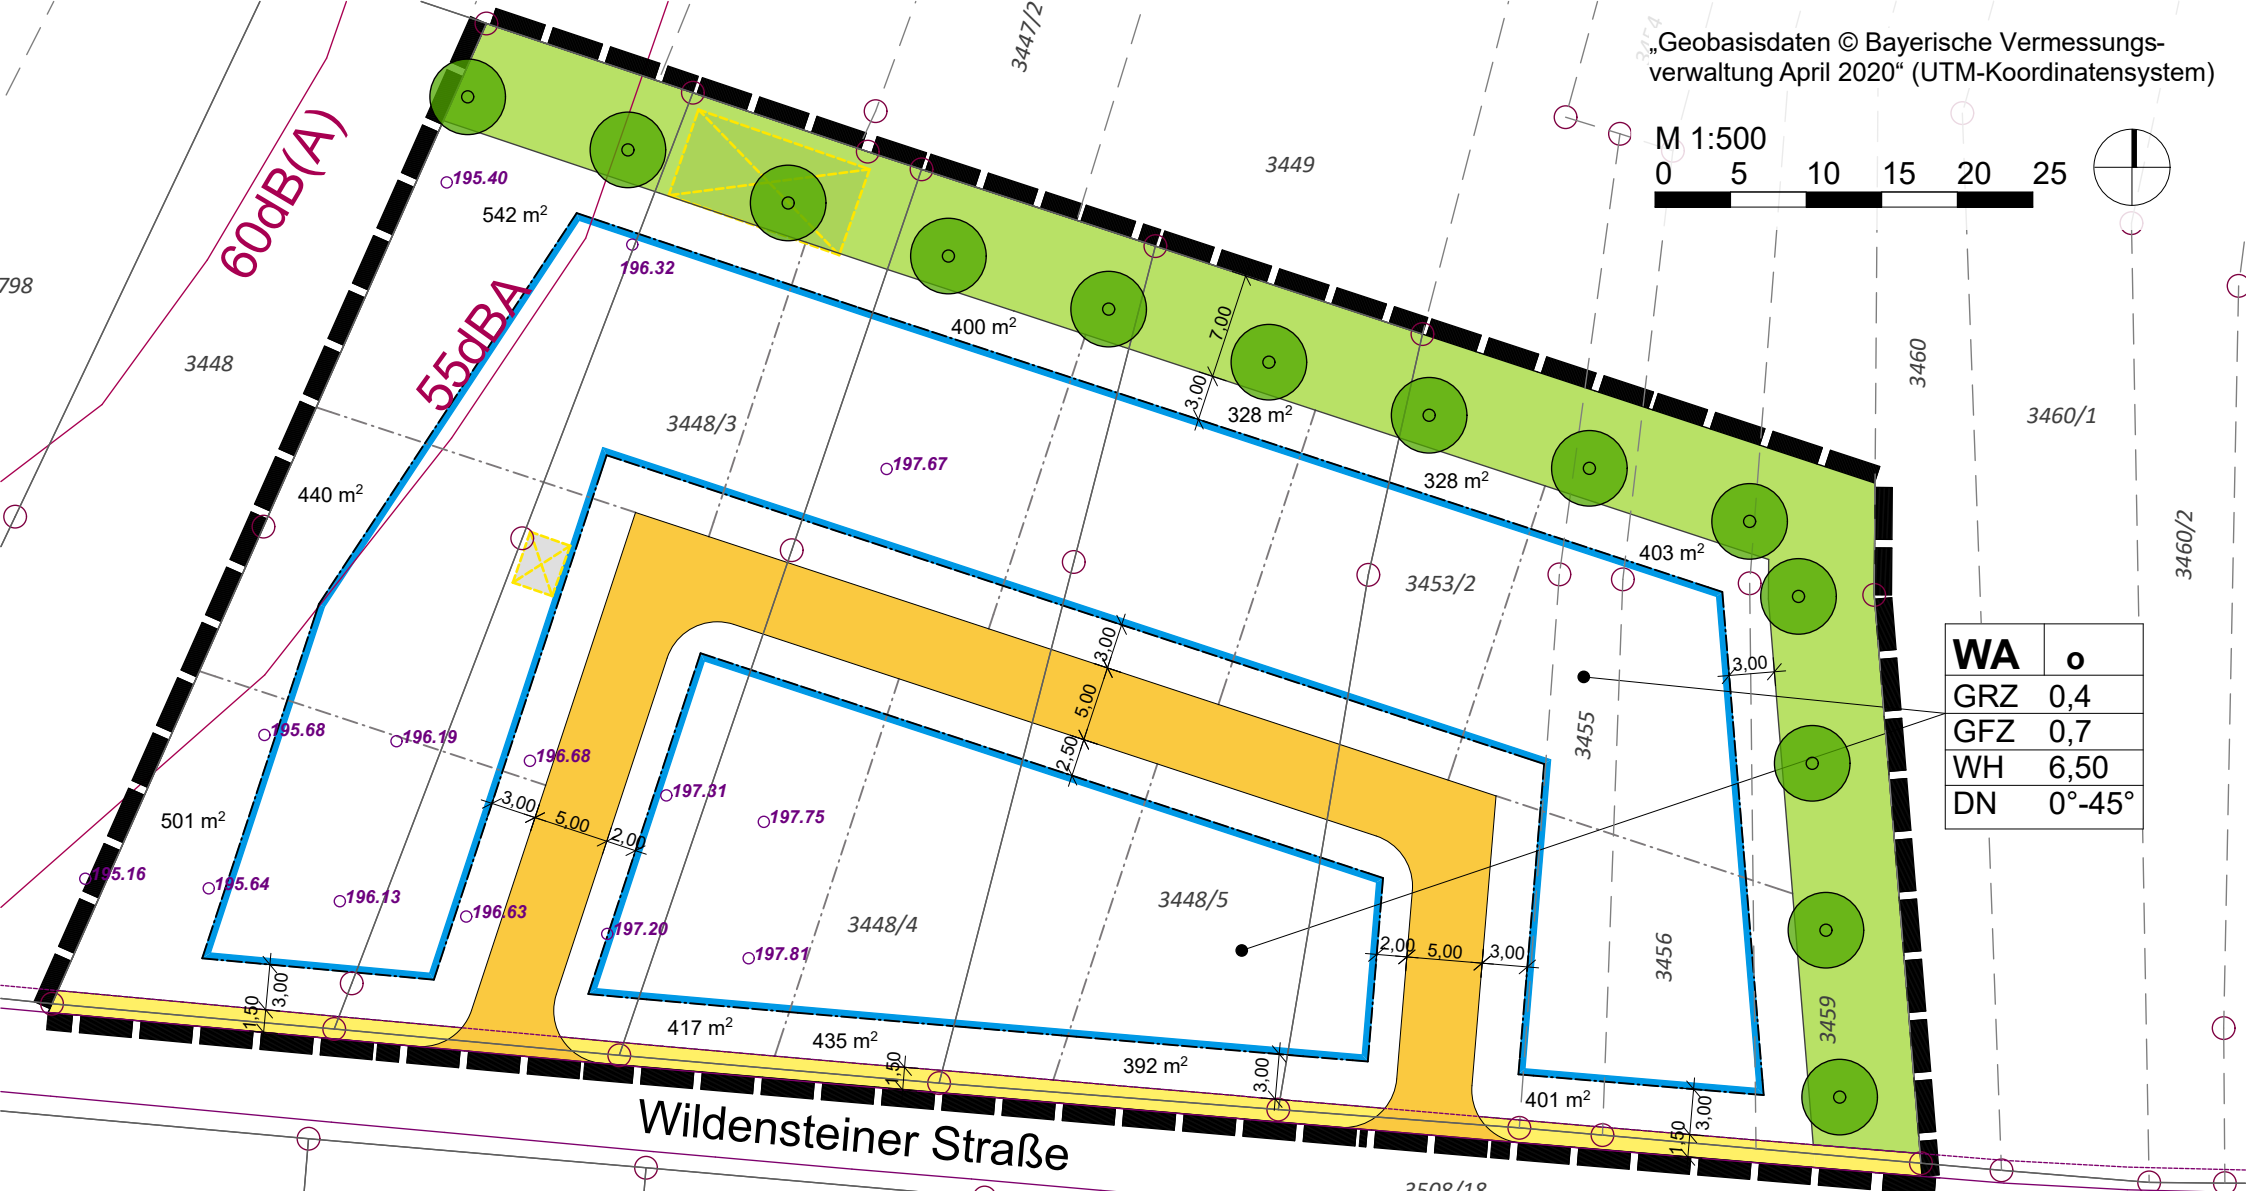 „Geobasisdaten © Bayerische Vermessungs-
verwaltung April 2020“ (UTM-Koordinatensystem)
M 1:500
0 5 10 15 20 25
3447/2
3449
60dB(A)
55dBA
798
3448
195.40
542 m²
196.32
400 m²
7,00
3,00
328 m²
328 m²
403 m²
3460
3460/1
3460/2
3448/3
197.67
440 m²
3453/2
3,00
5,00
2,50
3,00
3455
WA o
GRZ 0,4
GFZ 0,7
WH 6,50
DN 0°-45°
195.68
196.19
196.68
197.31
197.75
3,00
5,00
2,00
501 m²
195.16
195.64
196.13
196.63
197.20
197.81
3448/4
3448/5
2,00
5,00
3,00
3456
3459
3,00
1,50
417 m²
435 m²
1,50
392 m²
3,00
401 m²
3,00
1,50
Wildensteiner Straße
3508/18